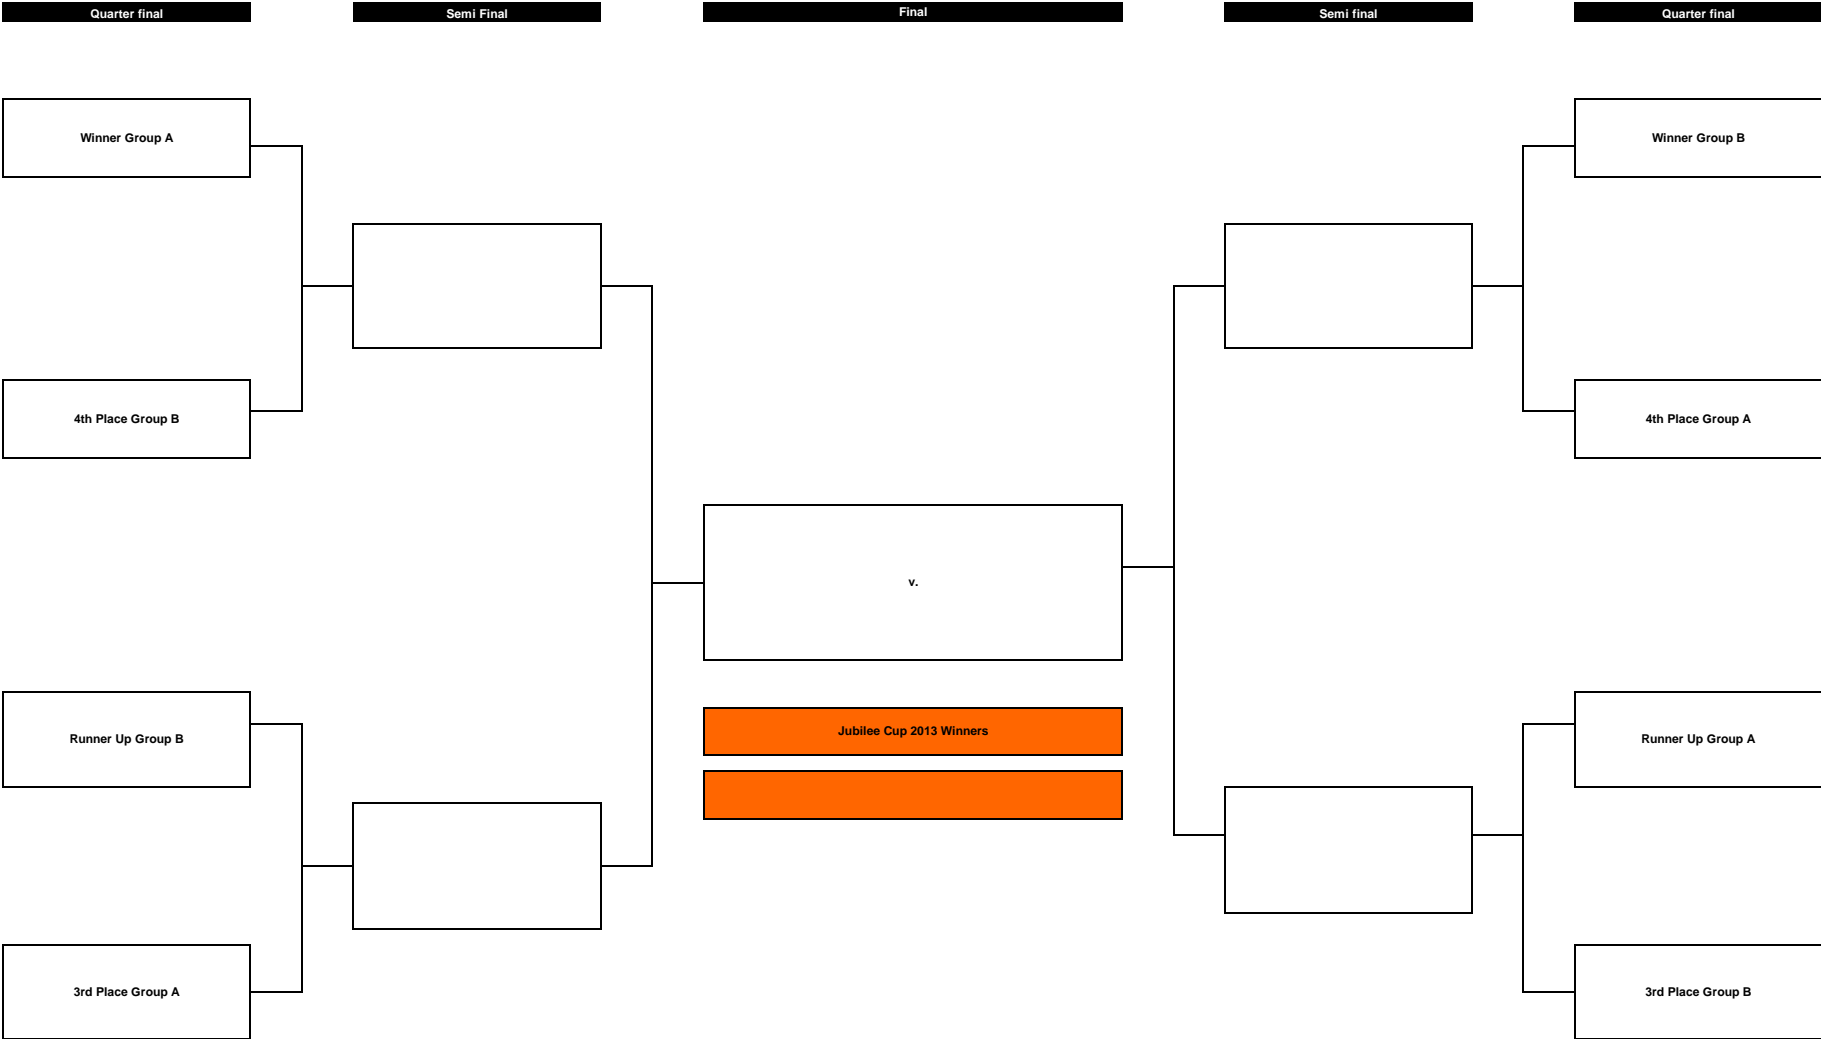 Quarter final
Semi Final
Final
Semi final
Quarter final
Winner Group A
Winner Group B
4th Place Group B
4th Place Group A
v.
Jubilee Cup 2013 Winners
Runner Up Group B
Runner Up Group A
3rd Place Group A
3rd Place Group B